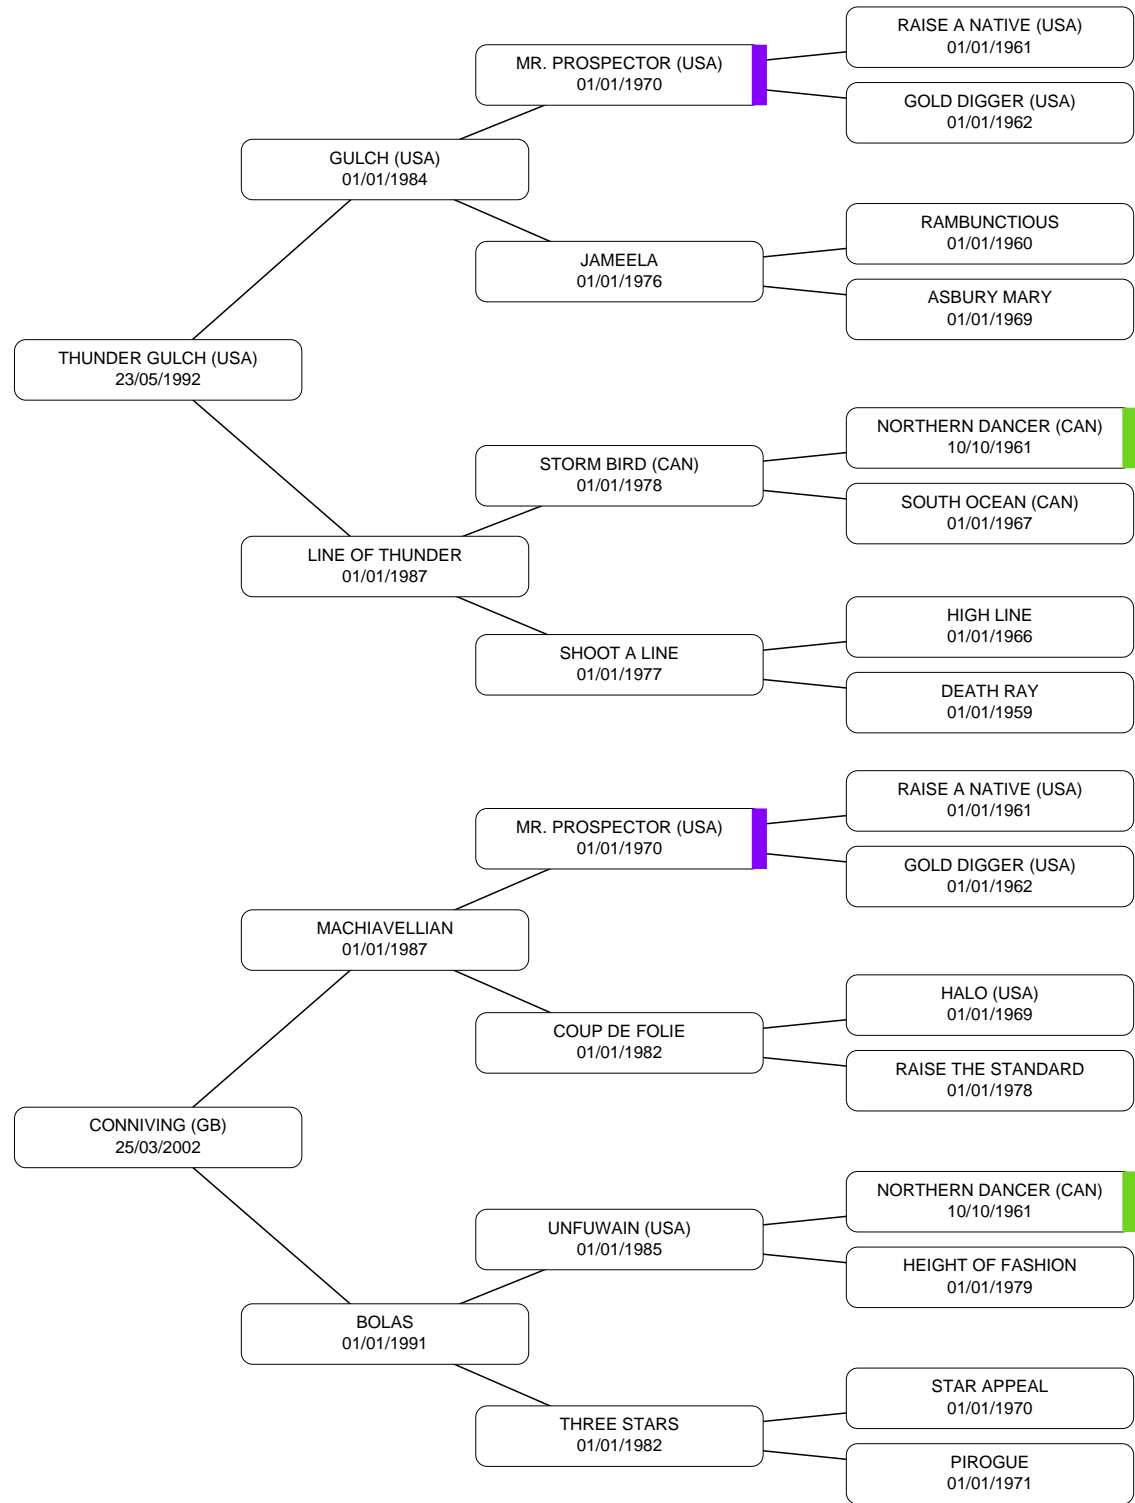 RAISE A NATIVE (USA)
01/01/1961
MR. PROSPECTOR (USA)
01/01/1970
GOLD DIGGER (USA)
01/01/1962
GULCH (USA)
01/01/1984
RAMBUNCTIOUS
01/01/1960
JAMEELA
01/01/1976
ASBURY MARY
01/01/1969
THUNDER GULCH (USA)
23/05/1992
NORTHERN DANCER (CAN)
10/10/1961
STORM BIRD (CAN)
01/01/1978
SOUTH OCEAN (CAN)
01/01/1967
LINE OF THUNDER
01/01/1987
HIGH LINE
01/01/1966
SHOOT A LINE
01/01/1977
DEATH RAY
01/01/1959
RAISE A NATIVE (USA)
01/01/1961
MR. PROSPECTOR (USA)
01/01/1970
GOLD DIGGER (USA)
01/01/1962
MACHIAVELLIAN
01/01/1987
HALO (USA)
01/01/1969
COUP DE FOLIE
01/01/1982
RAISE THE STANDARD
01/01/1978
CONNIVING (GB)
25/03/2002
NORTHERN DANCER (CAN)
10/10/1961
UNFUWAIN (USA)
01/01/1985
HEIGHT OF FASHION
01/01/1979
BOLAS
01/01/1991
STAR APPEAL
01/01/1970
THREE STARS
01/01/1982
PIROGUE
01/01/1971